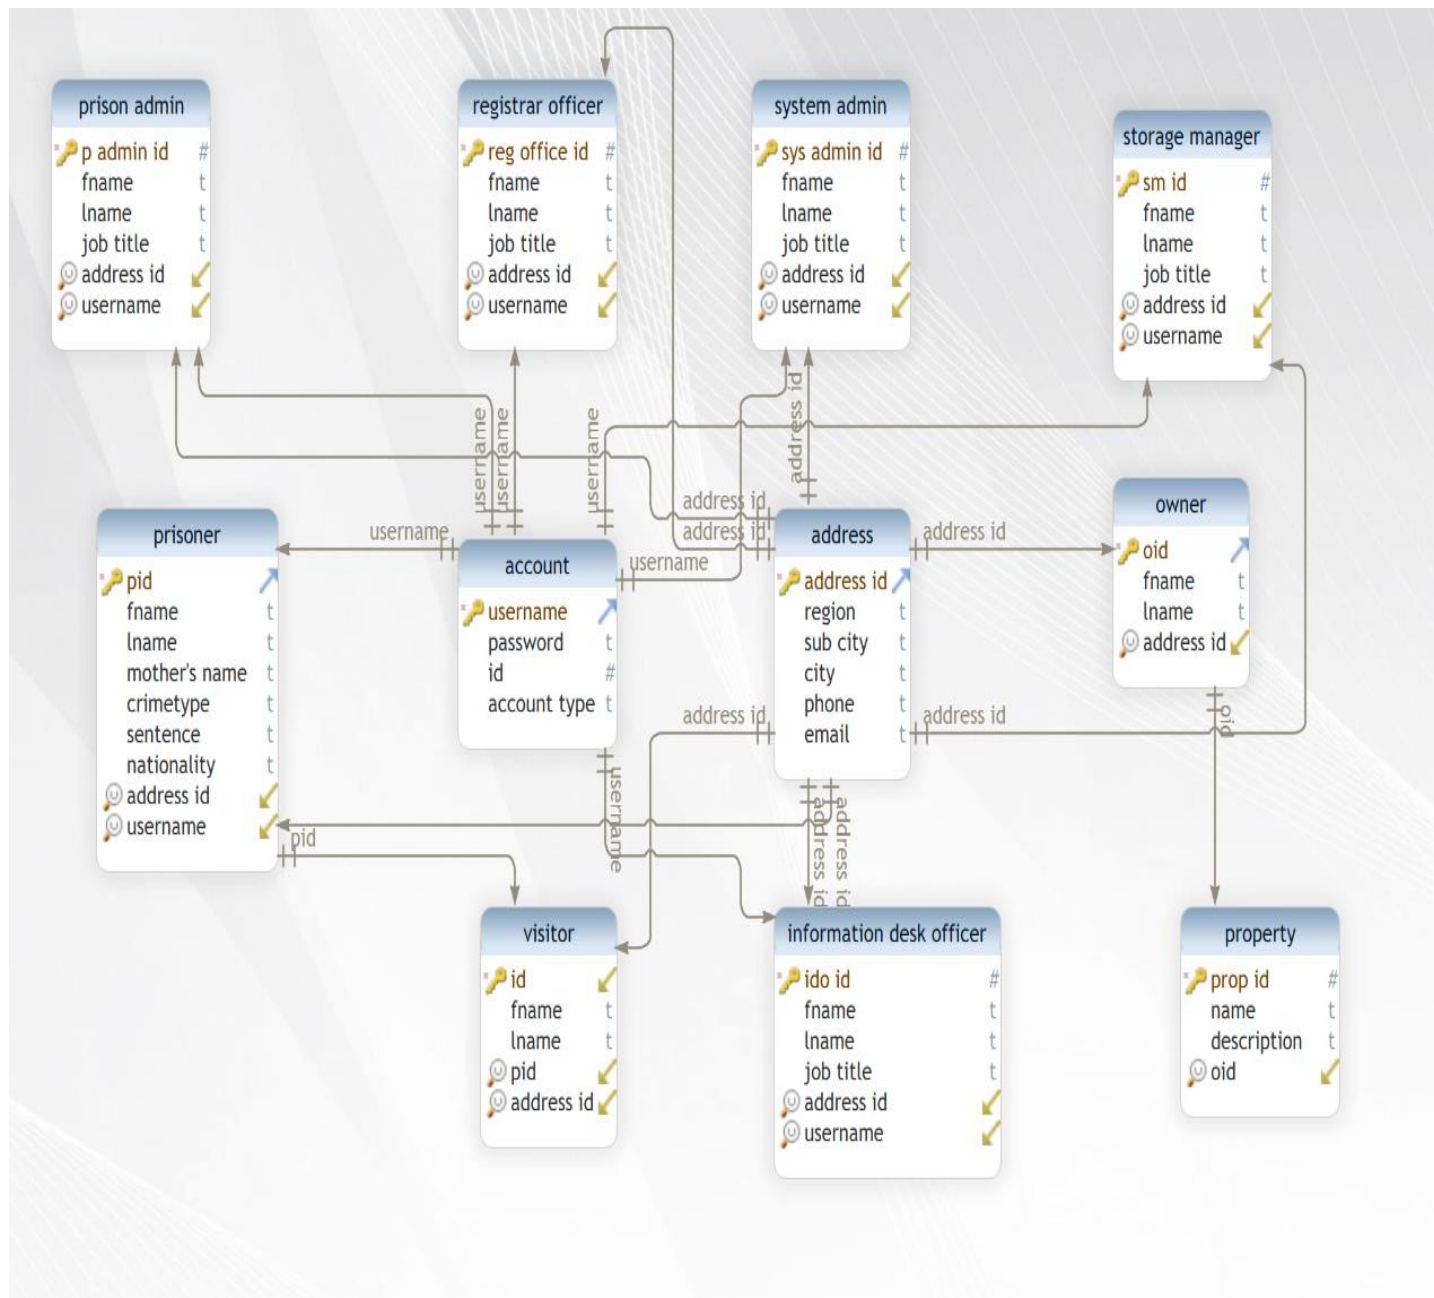 prison admin
p admin id #
fname t
lname t
job title t
address id
username
registrar officer
reg office id #
fname t
lname t
job title t
address id
username
system admin
sys admin id #
fname t
lname t
job title t
address id
username
storage manager
sm id #
fname t
lname t
job title t
address id
username
username
username
username
address id
address id
address id
username
username
address id
address id
address id
prisoner
pid
fname t
lname t
mother's name t
crimetype t
sentence t
nationality t
address id
username
account
username
password t
id #
account type t
address
address id
region t
sub city t
city t
phone t
email t
owner
oid
fname t
lname t
address id
oid
pid
username
address id
address id
visitor
id
fname t
lname t
pid
address id
information desk officer
ido id #
fname t
lname t
job title t
address id
username
property
prop id #
name t
description t
oid